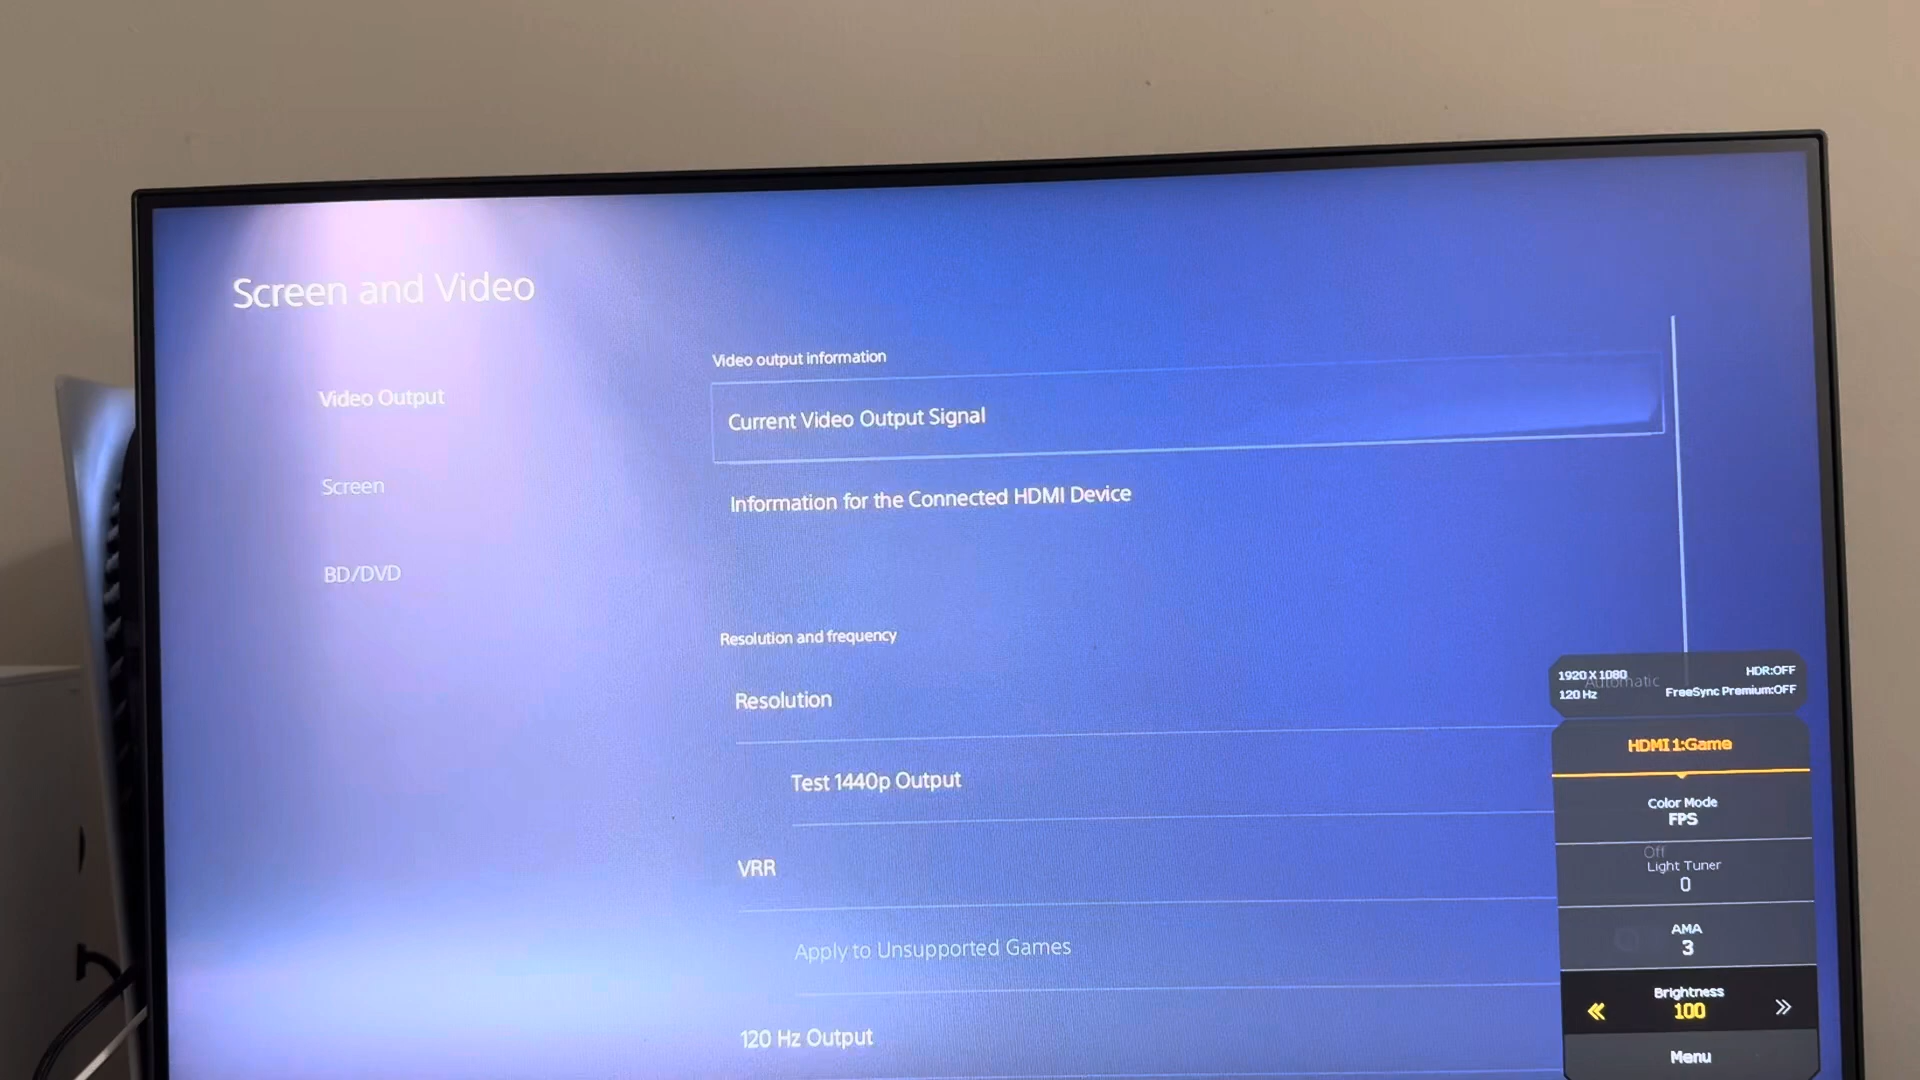 Screen and Video
Video Output
Screen
BD/DVD
Video output information
Current Video Output Signal
Information for the Connected HDMI Device
Resolution and frequency
Resolution
Automatic
Test 1440p Output
VRR
Off
Apply to Unsupported Games
120 Hz Output
1920 X 1080
HDR:OFF
120 Hz
FreeSync Premium:OFF
HDMI 1:Game
Color Mode
FPS
Light Tuner
0
AMA
3
Brightness
100
Menu